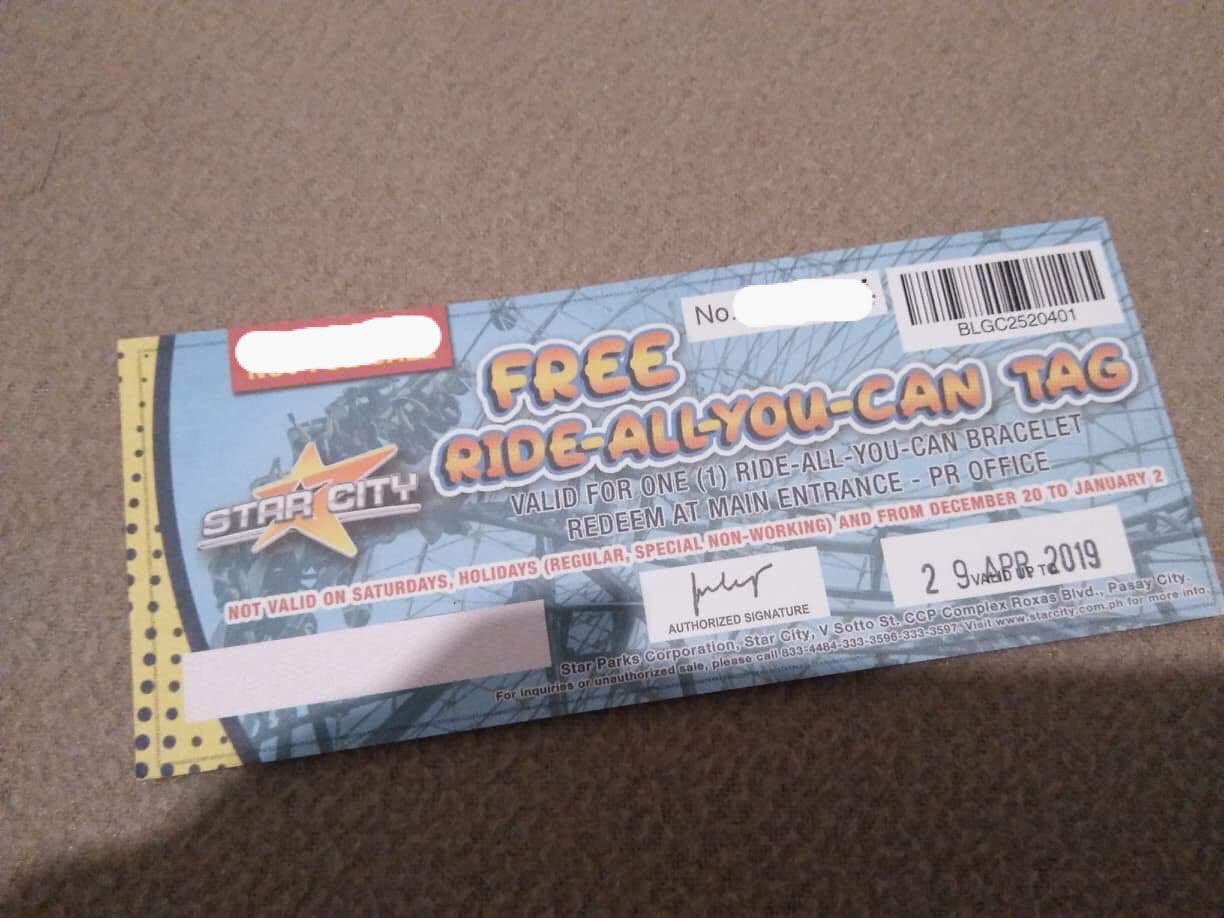 No.
BLGC2520401
FREE
RIDE-ALL-YOU-CAN TAG
STAR CITY
VALID FOR ONE (1) RIDE-ALL-YOU-CAN BRACELET
REDEEM AT MAIN ENTRANCE - PR OFFICE
NOT VALID ON SATURDAYS, HOLIDAYS (REGULAR, SPECIAL NON-WORKING) AND FROM DECEMBER 20 TO JANUARY 2
AUTHORIZED SIGNATURE
29 APR 2019
VALID UP TO
Star Parks Corporation, Star City, V Sotto St. CCP Complex Roxas Blvd., Pasay City.
For inquiries or unauthorized sale, please call 833-4484-333-3596-333-3597. Visit www.starcity.com.ph for more info.